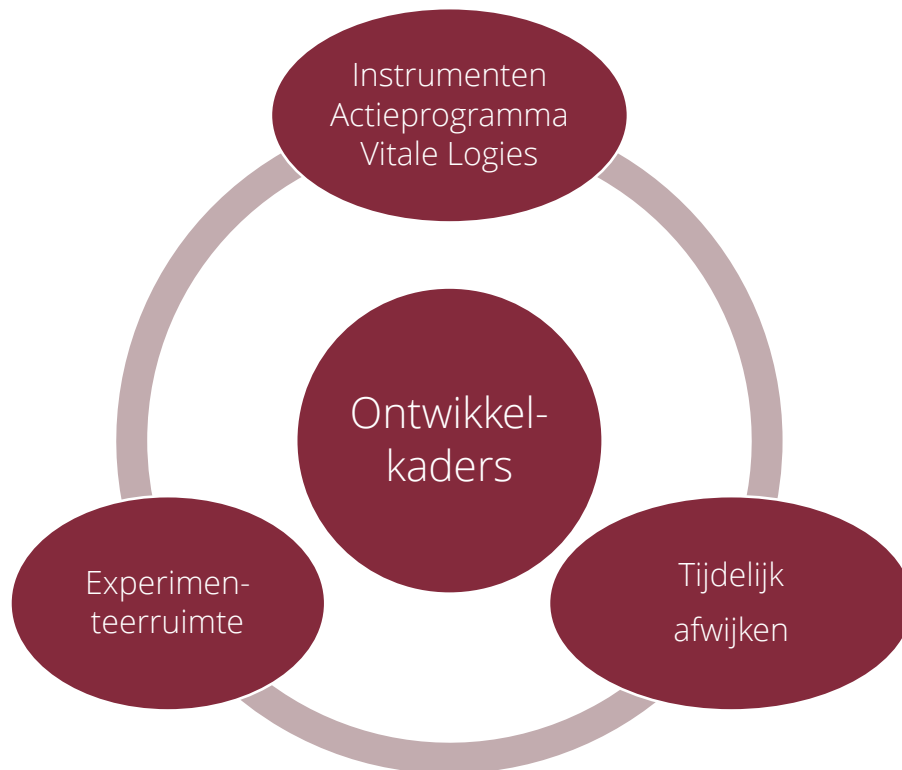 Instrumenten
Actieprogramma
Vitale Logies
Ontwikkel-
kaders
Experimen-
teerruimte
Tijdelijk
afwijken